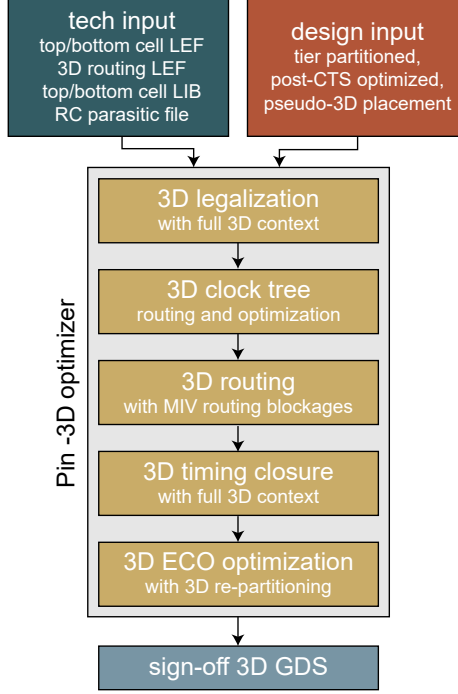 tech input
top/bottom cell LEF
3D routing LEF
top/bottom cell LIB
RC parasitic file
design input
tier partitioned,
post-CTS optimized,
pseudo-3D placement
Pin -3D optimizer
3D legalization
with full 3D context
3D clock tree
routing and optimization
3D routing
with MIV routing blockages
3D timing closure
with full 3D context
3D ECO optimization
with 3D re-partitioning
sign-off 3D GDS